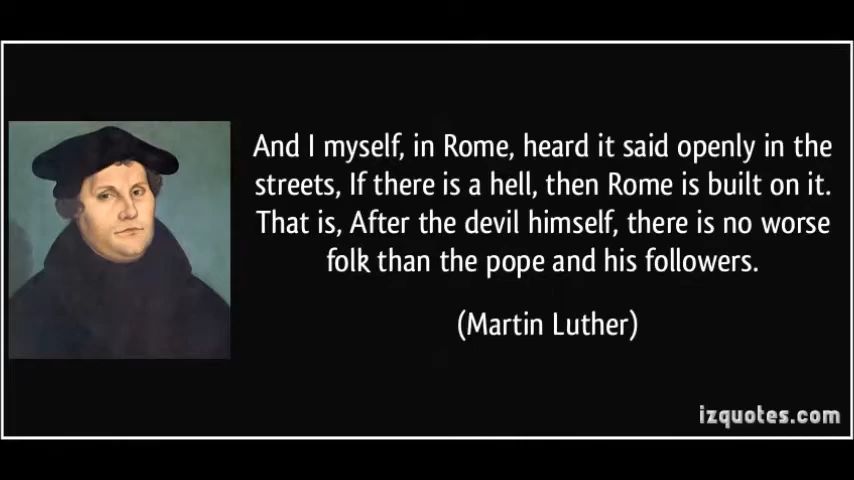 And I myself, in Rome, heard it said openly in the
streets, If there is a hell, then Rome is built on it.
That is, After the devil himself, there is no worse
folk than the pope and his followers.
(Martin Luther)
izquotes.com